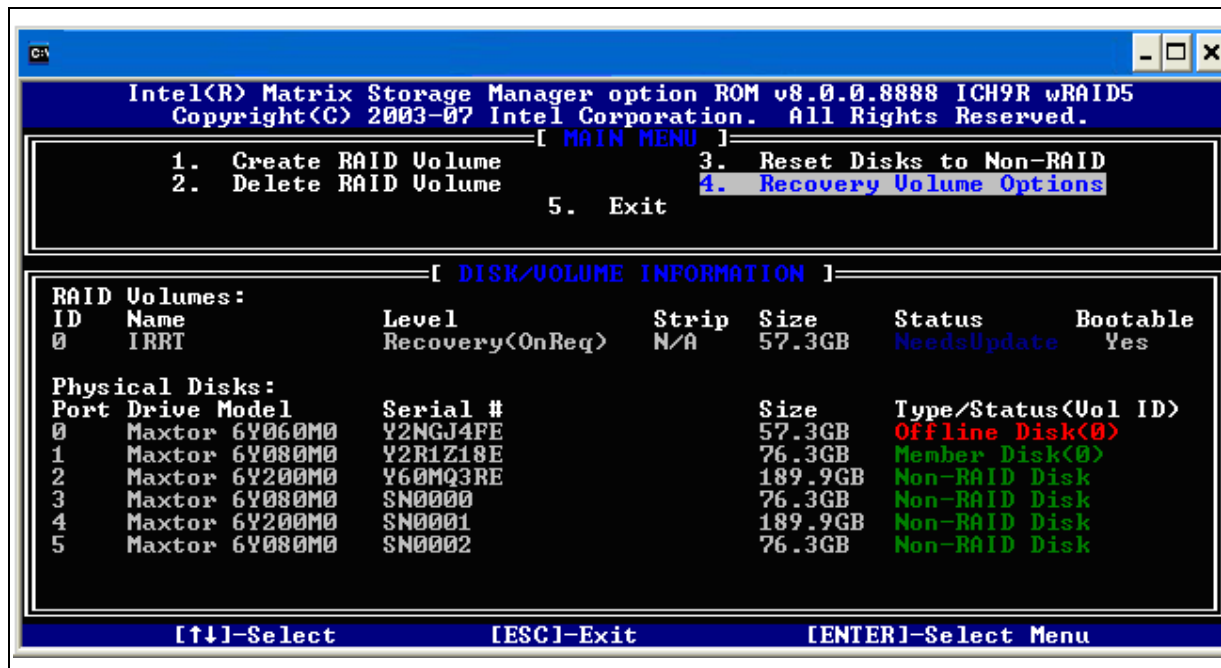 C:\
Intel(R) Matrix Storage Manager option ROM v8.0.0.8888 ICH9R wRAID5
Copyright(C) 2003-07 Intel Corporation. All Rights Reserved.
[ MAIN MENU ]
1. Create RAID Volume 3. Reset Disks to Non-RAID
2. Delete RAID Volume 4. Recovery Volume Options
5. Exit
[ DISK/VOLUME INFORMATION ]
RAID Volumes:
ID Name Level Strip Size Status Bootable
0 IRRT Recovery(OnReq) N/A 57.3GB NeedsUpdate Yes
Physical Disks:
Port Drive Model Serial # Size Type/Status(Vol ID)
0 Maxtor 6Y060M0 Y2NGJ4FE 57.3GB Offline Disk(0)
1 Maxtor 6Y080M0 Y2R1Z18E 76.3GB Member Disk(0)
2 Maxtor 6Y200M0 Y60MQ3RE 189.9GB Non-RAID Disk
3 Maxtor 6Y080M0 SN0000 76.3GB Non-RAID Disk
4 Maxtor 6Y200M0 SN0001 189.9GB Non-RAID Disk
5 Maxtor 6Y080M0 SN0002 76.3GB Non-RAID Disk
[↑↓]-Select [ESC]-Exit [ENTER]-Select Menu